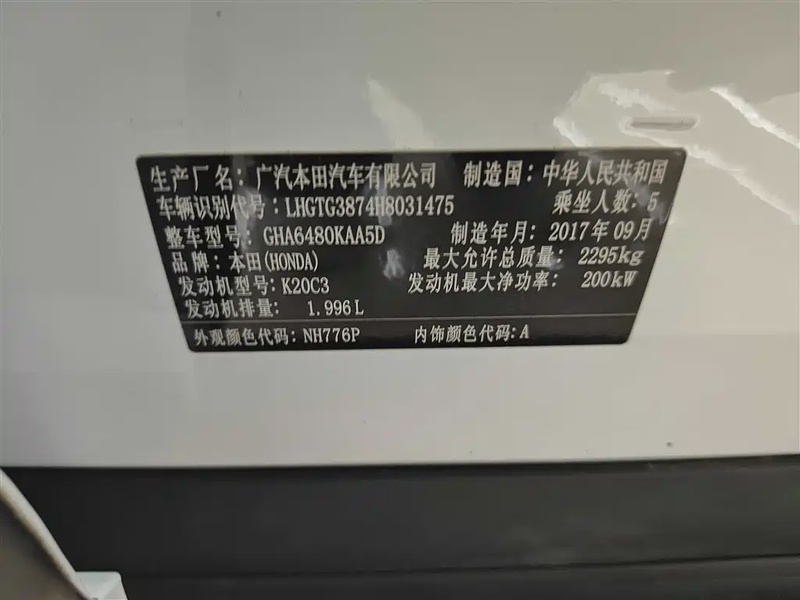 生产厂名：广汽本田汽车有限公司 制造国：中华人民共和国
车辆识别代号：LHGTG3874H8031475 乘坐人数：5
整车型号：GHA6480KAA5D 制造年月：2017年09月
品牌：本田(HONDA) 最大允许总质量：2295kg
发动机型号：K20C3 发动机最大净功率：200kW
发动机排量：1.996L
外观颜色代码：NH776P 内饰颜色代码：A